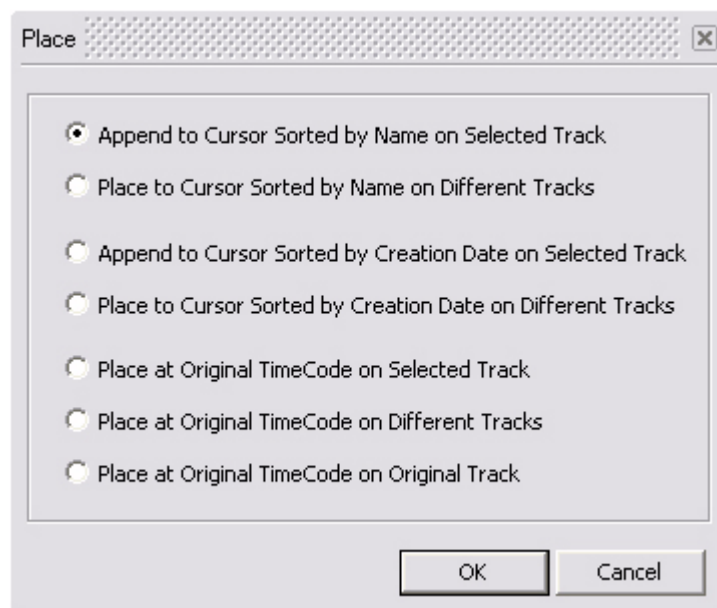 Place
Append to Cursor Sorted by Name on Selected Track
Place to Cursor Sorted by Name on Different Tracks
Append to Cursor Sorted by Creation Date on Selected Track
Place to Cursor Sorted by Creation Date on Different Tracks
Place at Original TimeCode on Selected Track
Place at Original TimeCode on Different Tracks
Place at Original TimeCode on Original Track
OK Cancel